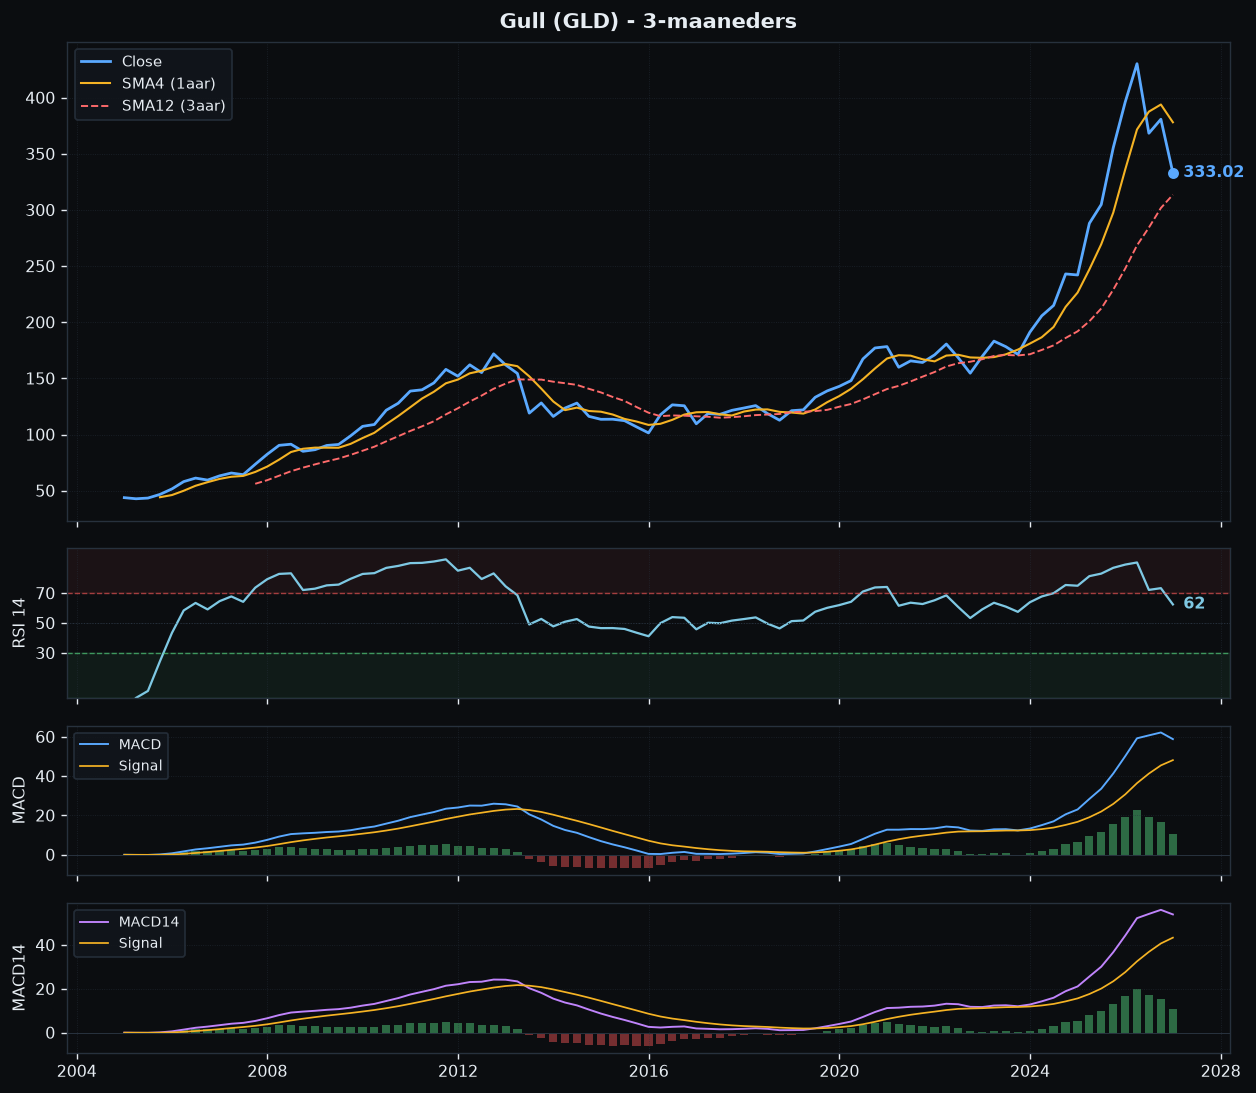 Gull (GLD) - 3-maaneders
Close
SMA4 (1aar)
SMA12 (3aar)
400
350
300
250
200
150
100
50
333.02
RSI 14
70
50
30
62
MACD
MACD
Signal
60
40
20
0
MACD14
MACD14
Signal
40
20
0
2004 2008 2012 2016 2020 2024 2028